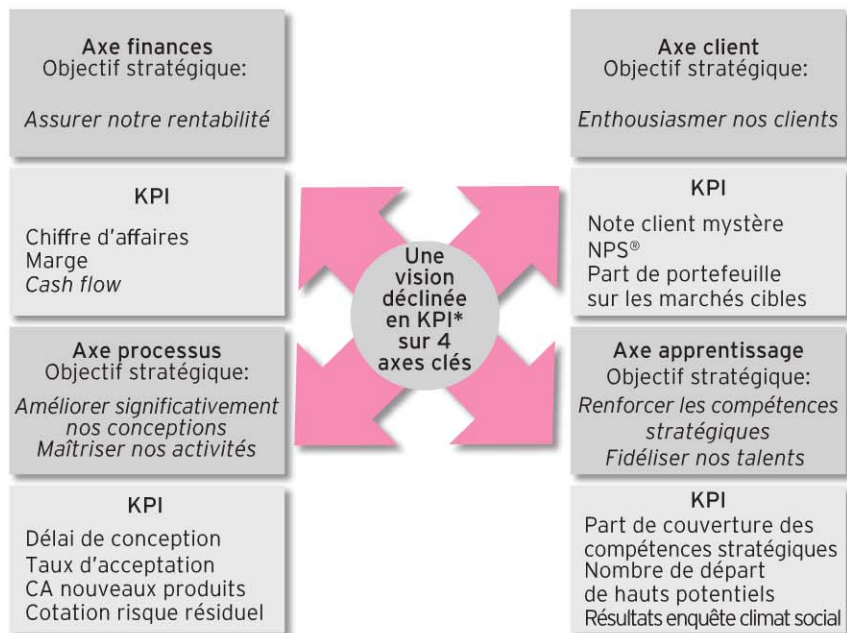 Axe finances
Objectif stratégique:
Assurer notre rentabilité
KPI
Chiffre d'affaires
Marge
Cash flow
Axe client
Objectif stratégique:
Enthousiasmer nos clients
KPI
Note client mystère
NPS®
Part de portefeuille
sur les marchés cibles
Une
vision
déclinée
en KPI*
sur 4
axes clés
Axe processus
Objectif stratégique:
Améliorer significativement
nos conceptions
Maîtriser nos activités
KPI
Délai de conception
Taux d'acceptation
CA nouveaux produits
Cotation risque résiduel
Axe apprentissage
Objectif stratégique:
Renforcer les compétences
stratégiques
Fidéliser nos talents
KPI
Part de couverture des
compétences stratégiques
Nombre de départ
de hauts potentiels
Résultats enquête climat social